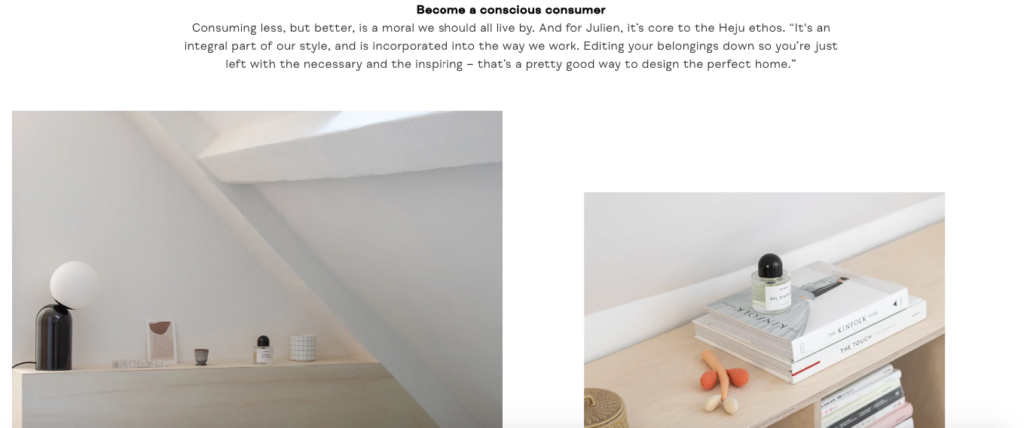 Become a conscious consumer
Consuming less, but better, is a moral we should all live by. And for Julien, it's core to the Heju ethos. “It's an
integral part of our style, and is incorporated into the way we work. Editing your belongings down so you're just
left with the necessary and the inspiring – that's a pretty good way to design the perfect home.”
KINFOLK
THE KINFOLK HOME
THE TOUCH